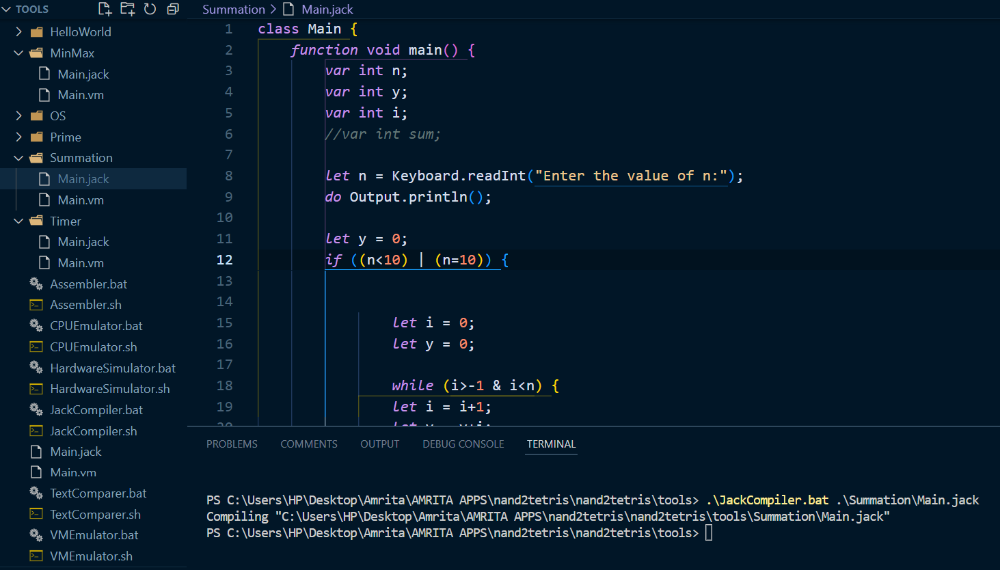 TOOLS
HelloWorld
MinMax
Main.jack
Main.vm
OS
Prime
Summation
Main.jack
Main.vm
Timer
Main.jack
Main.vm
Assembler.bat
Assembler.sh
CPUEmulator.bat
CPUEmulator.sh
HardwareSimulator.bat
HardwareSimulator.sh
JackCompiler.bat
JackCompiler.sh
Main.jack
Main.vm
TextComparer.bat
TextComparer.sh
VMEmulator.bat
VMEmulator.sh
Summation > Main.jack
1 class Main {
2 function void main() {
3 var int n;
4 var int y;
5 var int i;
6 //var int sum;
7
8 let n = Keyboard.readInt("Enter the value of n:");
9 do Output.println();
10
11 let y = 0;
12 if ((n<10) | (n=10)) {
13
14
15 let i = 0;
16 let y = 0;
17
18 while (i>-1 & i<n) {
19 let i = i+1;
PROBLEMS COMMENTS OUTPUT DEBUG CONSOLE TERMINAL
PS C:\Users\HP\Desktop\Amrita\AMRITA APPS\nand2tetris\nand2tetris\tools> .\JackCompiler.bat .\Summation\Main.jack
Compiling "C:\Users\HP\Desktop\Amrita\AMRITA APPS\nand2tetris\nand2tetris\tools\Summation\Main.jack"
PS C:\Users\HP\Desktop\Amrita\AMRITA APPS\nand2tetris\nand2tetris\tools>